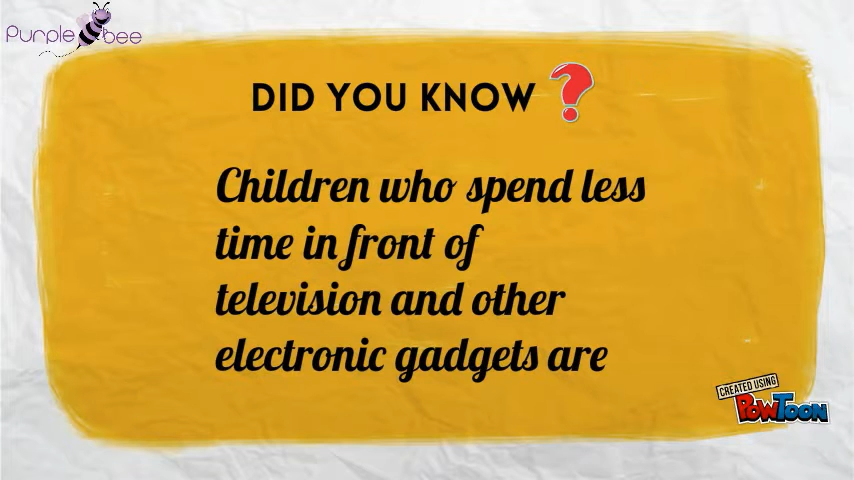 Purple bee
DID YOU KNOW ?
Children who spend less
time in front of
television and other
electronic gadgets are
CREATED USING
POWTOON